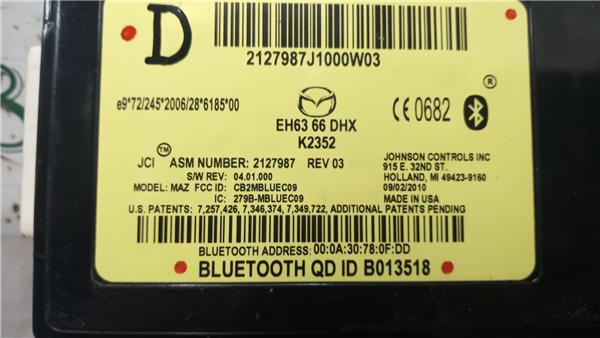 D
2127987J1000W03
e9*72/245*2006/28*6185*00
EH63 66 DHX
K2352
CE 0682 ®
JCI™ ASM NUMBER: 2127987 REV 03
S/W REV: 04.01.000
MODEL: MAZ FCC ID: CB2MBLUEC09
IC: 279B-MBLUEC09
JOHNSON CONTROLS INC
915 E. 32ND ST.
HOLLAND, MI 49423-9160
09/02/2010
MADE IN USA
U.S. PATENTS: 7,257,426, 7,346,374, 7,349,722, ADDITIONAL PATENTS PENDING
BLUETOOTH ADDRESS: 00:0A:30:78:0F:DD
BLUETOOTH QD ID B013518